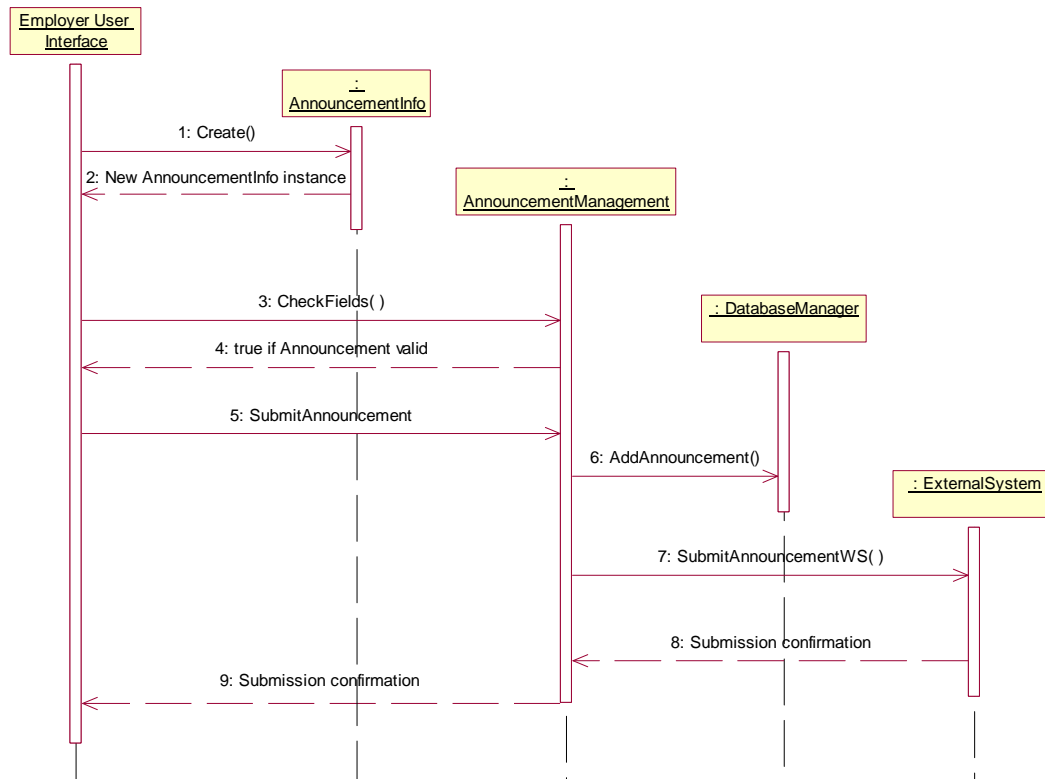 Employer User
Interface
:
AnnouncementInfo
1: Create()
2: New AnnouncementInfo instance
:
AnnouncementManagement
3: CheckFields( )
: DatabaseManager
4: true if Announcement valid
5: SubmitAnnouncement
6: AddAnnouncement()
: ExternalSystem
7: SubmitAnnouncementWS( )
8: Submission confirmation
9: Submission confirmation